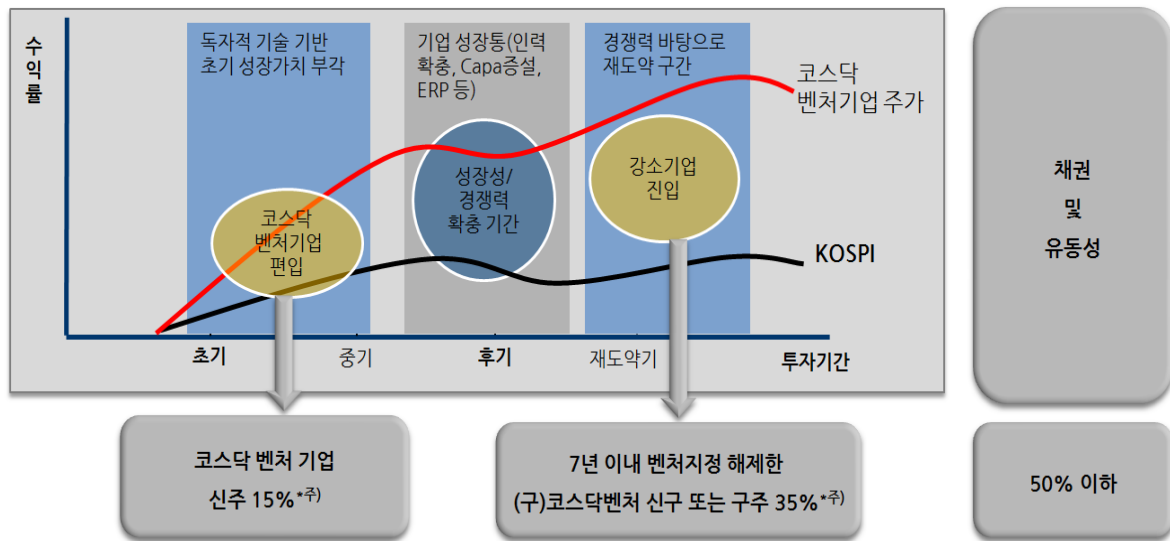 수
익
률
독자적 기술 기반
초기 성장가치 부각
기업 성장통(인력
확충, Capa증설,
ERP 등)
경쟁력 바탕으로
재도약 구간
코스닥
벤처기업 주가
코스닥
벤처기업
편입
성장성/
경쟁력
확충 기간
강소기업
진입
KOSPI
초기
중기
후기
재도약기
투자기간
채권
및
유동성
코스닥 벤처 기업
신주 15%*주)
7년 이내 벤처지정 해제한
(구)코스닥벤처 신구 또는 구주 35%*주)
50% 이하